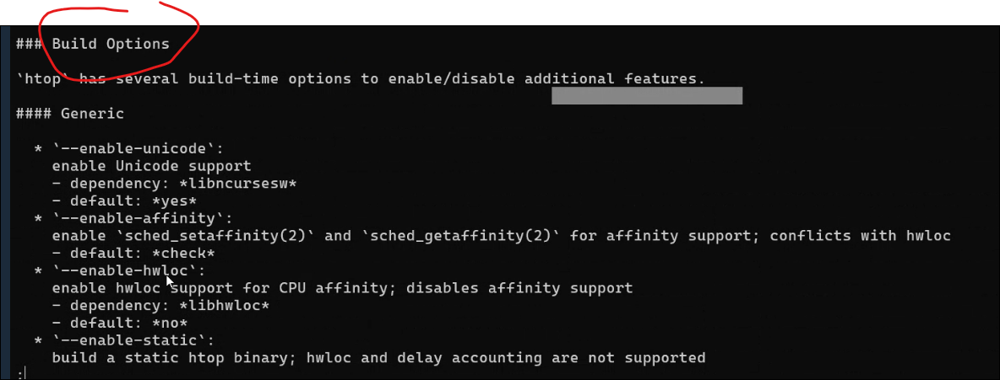 ### Build Options
`htop` has several build-time options to enable/disable additional features.
#### Generic
* `--enable-unicode`:
enable Unicode support
- dependency: *libncursesw*
- default: *yes*
* `--enable-affinity`:
enable `sched_setaffinity(2)` and `sched_getaffinity(2)` for affinity support; conflicts with hwloc
- default: *check*
* `--enable-hwloc`:
enable hwloc support for CPU affinity; disables affinity support
- dependency: *libhwloc*
- default: *no*
* `--enable-static`:
build a static htop binary; hwloc and delay accounting are not supported
: